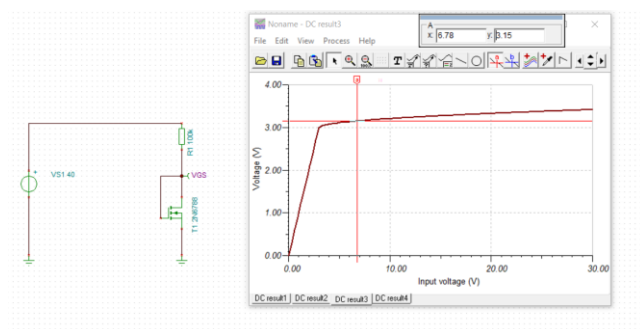 Noname - DC result3
A
x: 6.78 y: 3.15
File Edit View Process Help
T
a
4.00
3.00
2.00
1.00
0.00
Voltage (V)
0.00 10.00 20.00 30.00
Input voltage (V)
DC result1 DC result2 DC result3 DC result4
R1 100k
VS1 40
+
VGS